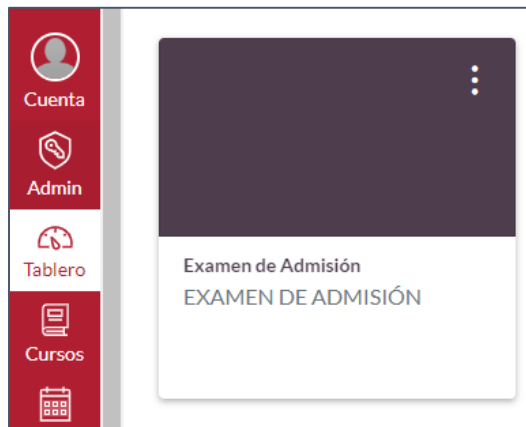 Cuenta
Admin
Tablero
Cursos
Examen de Admisión
EXAMEN DE ADMISIÓN